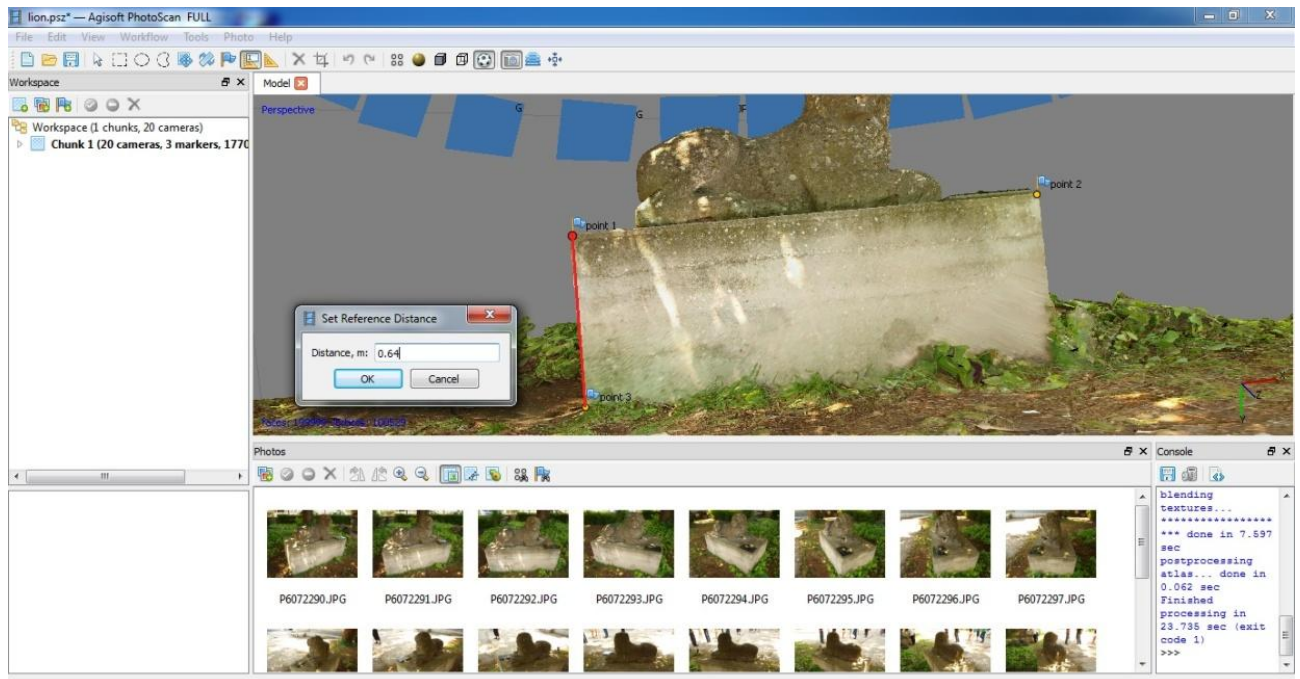 lion.psz* — Agisoft PhotoScan FULL
File Edit View Workflow Tools Photo Help
Workspace
Model
Workspace (1 chunks, 20 cameras)
Chunk 1 (20 cameras, 3 markers, 1770
Perspective
G
G
point 2
point 1
Set Reference Distance
Distance, m: 0.64
OK Cancel
point 3
Photos
Console
P6072290.JPG P6072291.JPG P6072292.JPG P6072293.JPG P6072294.JPG P6072295.JPG P6072296.JPG P6072297.JPG
blending
textures...
*****************
*** done in 7.597
sec
postprocessing
atlas... done in
0.062 sec
Finished
processing in
23.735 sec (exit
code 1)
>>>